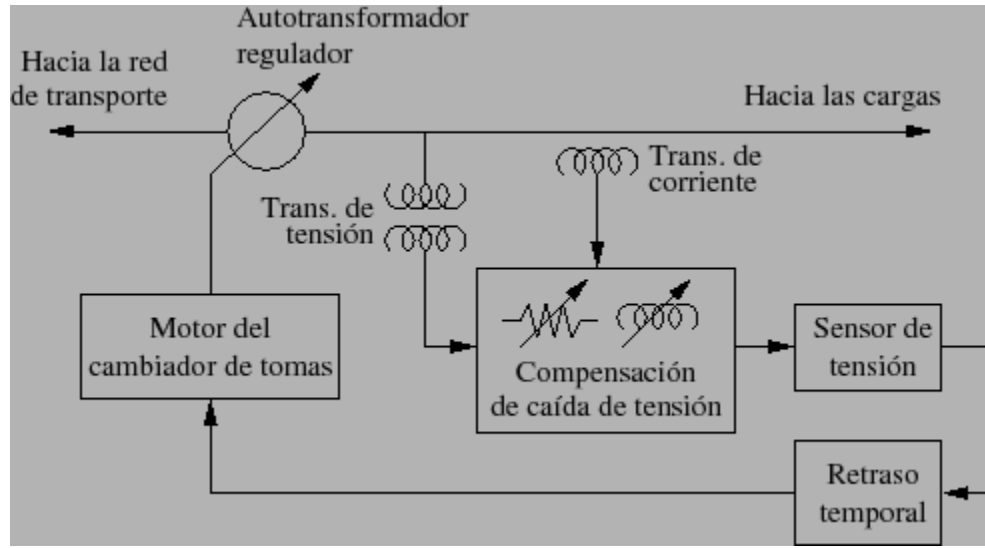 Autotransformador
regulador
Hacia la red
de transporte
Hacia las cargas
Trans. de
corriente
Trans. de
tensión
Motor del
cambiador de tomas
Compensación
de caída de tensión
Sensor de
tensión
Retraso
temporal